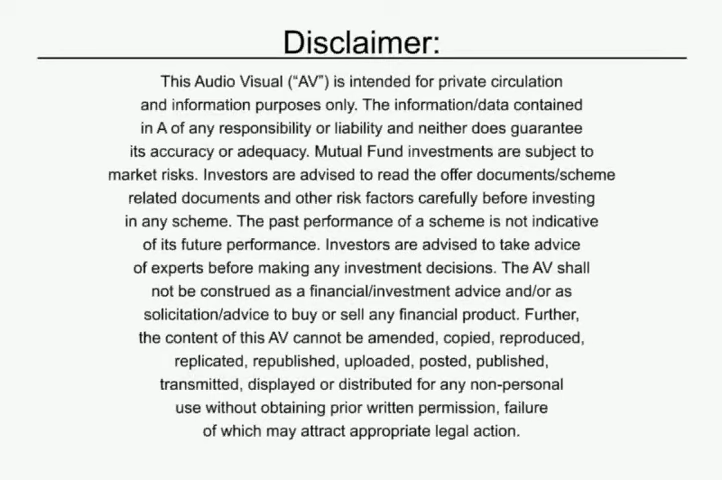 Disclaimer:
This Audio Visual (“AV”) is intended for private circulation
and information purposes only. The information/data contained
in A of any responsibility or liability and neither does guarantee
its accuracy or adequacy. Mutual Fund investments are subject to
market risks. Investors are advised to read the offer documents/scheme
related documents and other risk factors carefully before investing
in any scheme. The past performance of a scheme is not indicative
of its future performance. Investors are advised to take advice
of experts before making any investment decisions. The AV shall
not be construed as a financial/investment advice and/or as
solicitation/advice to buy or sell any financial product. Further,
the content of this AV cannot be amended, copied, reproduced,
replicated, republished, uploaded, posted, published,
transmitted, displayed or distributed for any non-personal
use without obtaining prior written permission, failure
of which may attract appropriate legal action.